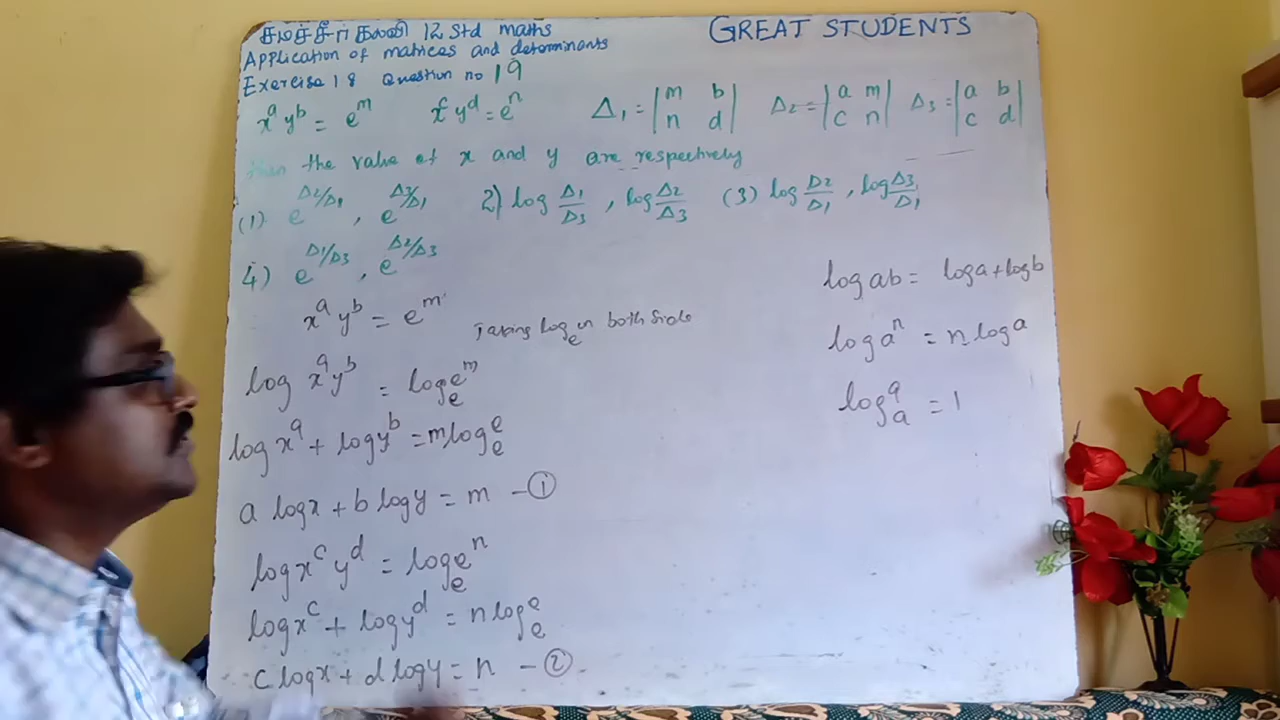 சமச்சீர் கல்வி 12 Std maths
GREAT STUDENTS
Application of matrices and determinants
Exercise 1 8 Question no 19
x^a y^b = e^m x^c y^d = e^n Δ₁ = |m b; n d| Δ₂ = |a m; c n| Δ₃ = |a b; c d|
then the value of x and y are respectively
(1) e^(Δ2/Δ1) , e^(Δ3/Δ1) 2) log Δ1/Δ3 , log Δ2/Δ3 (3) log Δ2/Δ1 , log Δ3/Δ1
4) e^(Δ1/Δ3) , e^(Δ2/Δ3)
x^a y^b = e^m
Taking log_e on both side
log x^a y^b = log_e e^m
log x^a + log y^b = m log_e e
a log x + b log y = m - ①
log x^c y^d = log_e e^n
log x^c + log y^d = n log_e e
c log x + d log y = n - ②
log ab = log a + log b
log a^n = n log a
log_a a = 1